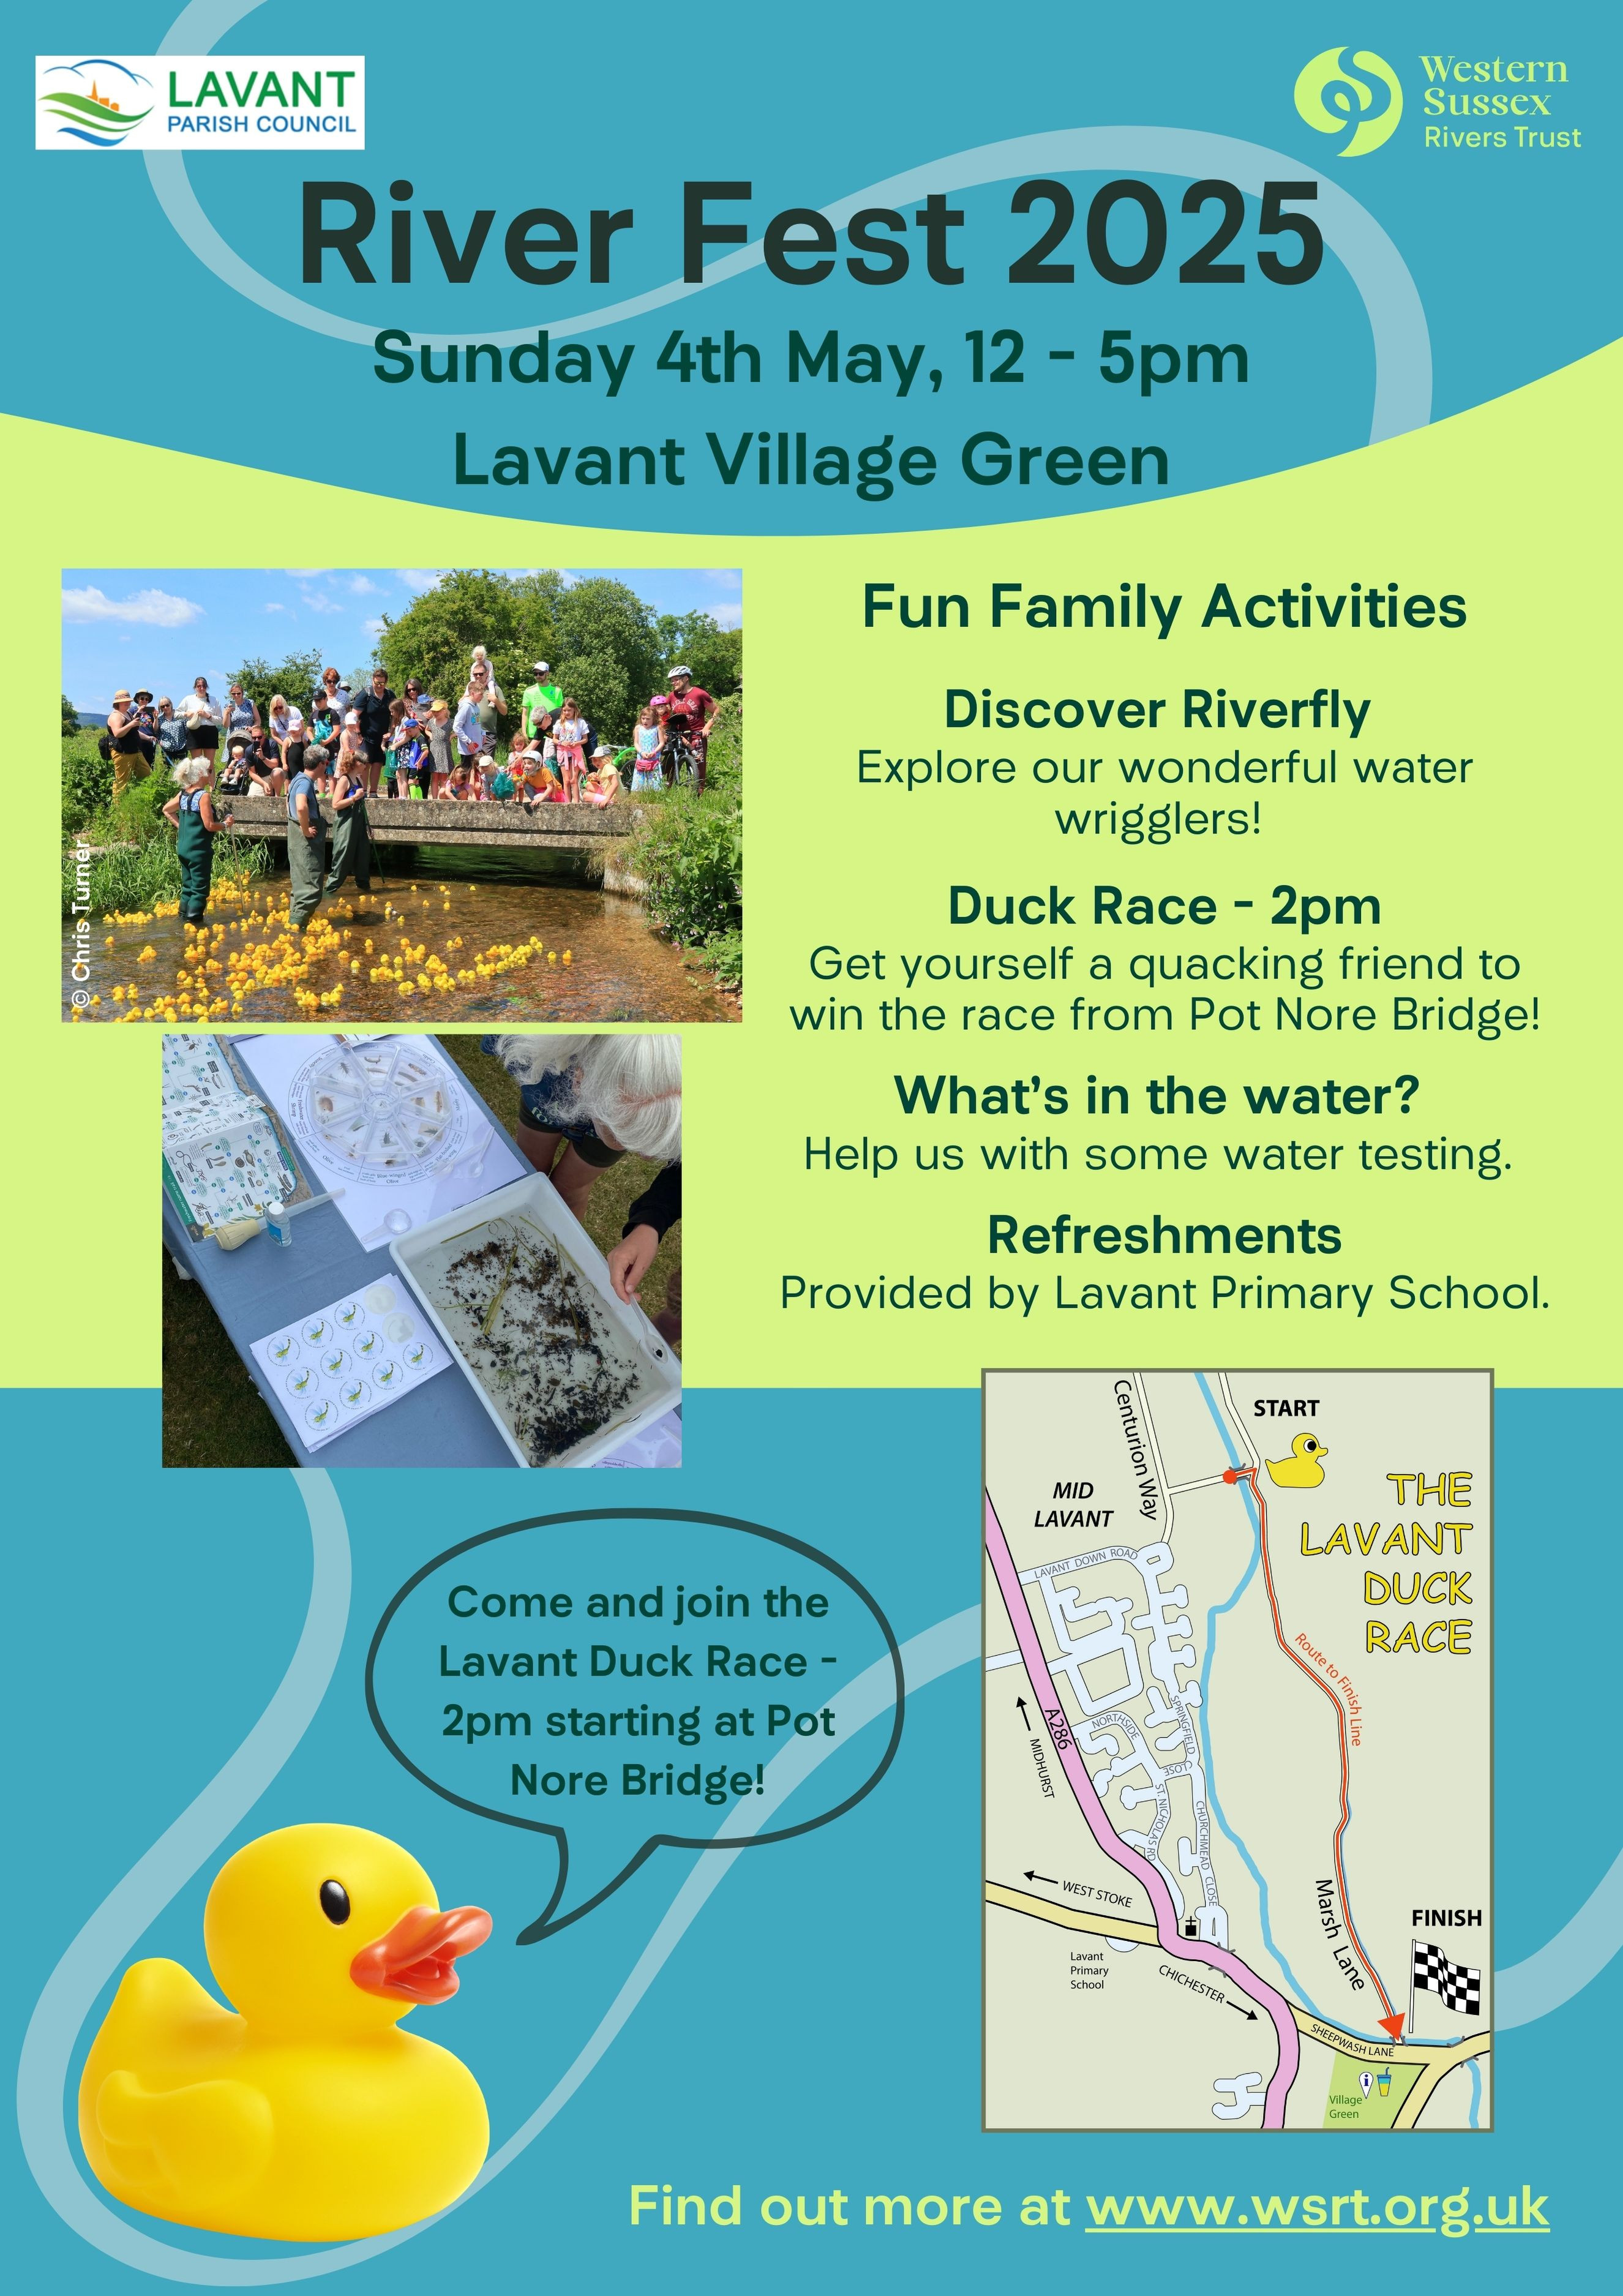 LAVANT
PARISH COUNCIL
Western
Sussex
Rivers Trust
River Fest 2025
Sunday 4th May, 12 - 5pm
Lavant Village Green
Fun Family Activities
Discover Riverfly
Explore our wonderful water
wrigglers!
Duck Race - 2pm
Get yourself a quacking friend to
win the race from Pot Nore Bridge!
What's in the water?
Help us with some water testing.
Refreshments
Provided by Lavant Primary School.
© Chris Turner
Come and join the
Lavant Duck Race -
2pm starting at Pot
Nore Bridge!
START
Centurion Way
MID
LAVANT
THE
LAVANT
DUCK
RACE
LAVANT DOWN ROAD
Route to Finish Line
A286
MIDHURST
NORTHSIDE
SPRINGFIELD
CLOSE
ST. NICHOLAS RD
CHURCHMEAD CLOSE
WEST STOKE
Lavant
Primary
School
CHICHESTER
Marsh Lane
FINISH
SHEEPWASH LANE
i
Village
Green
Find out more at www.wsrt.org.uk